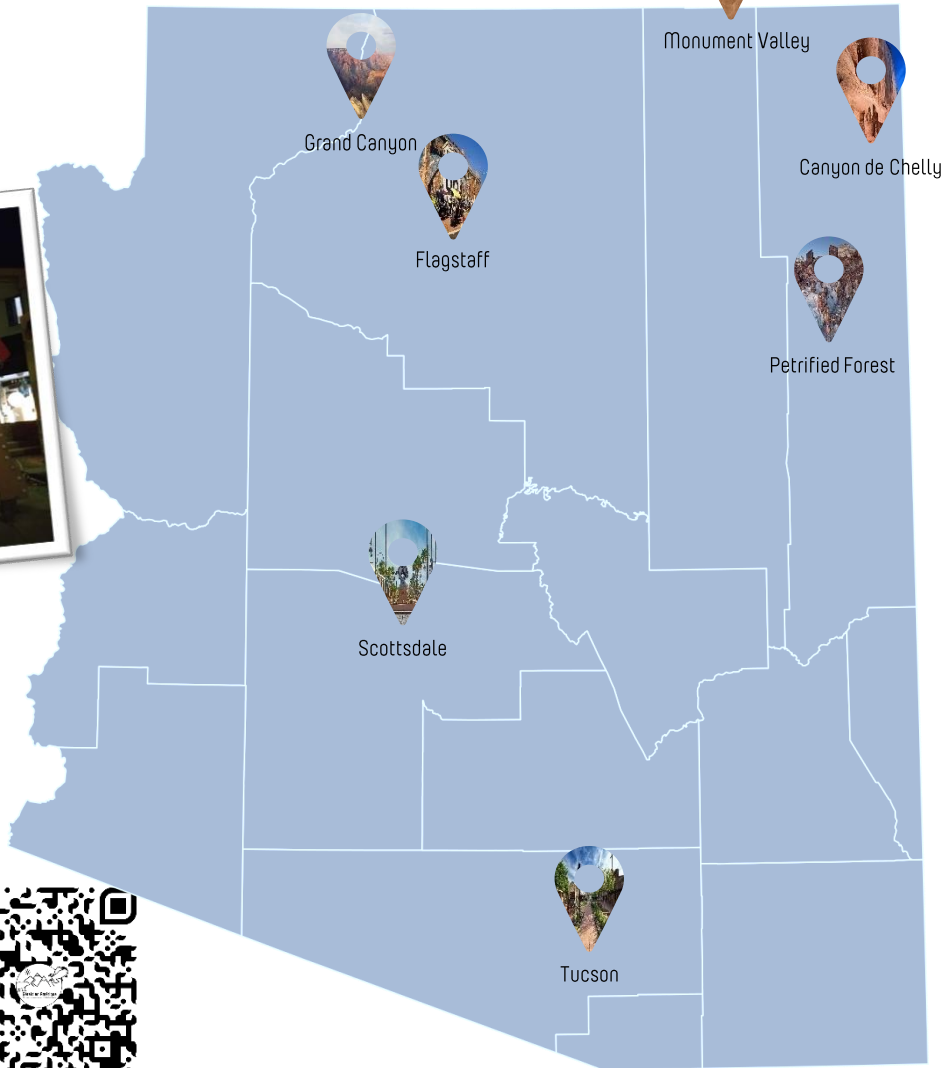 Monument Valley
Grand Canyon
Canyon de Chelly
Flagstaff
Petrified Forest
Scottsdale
Tucson